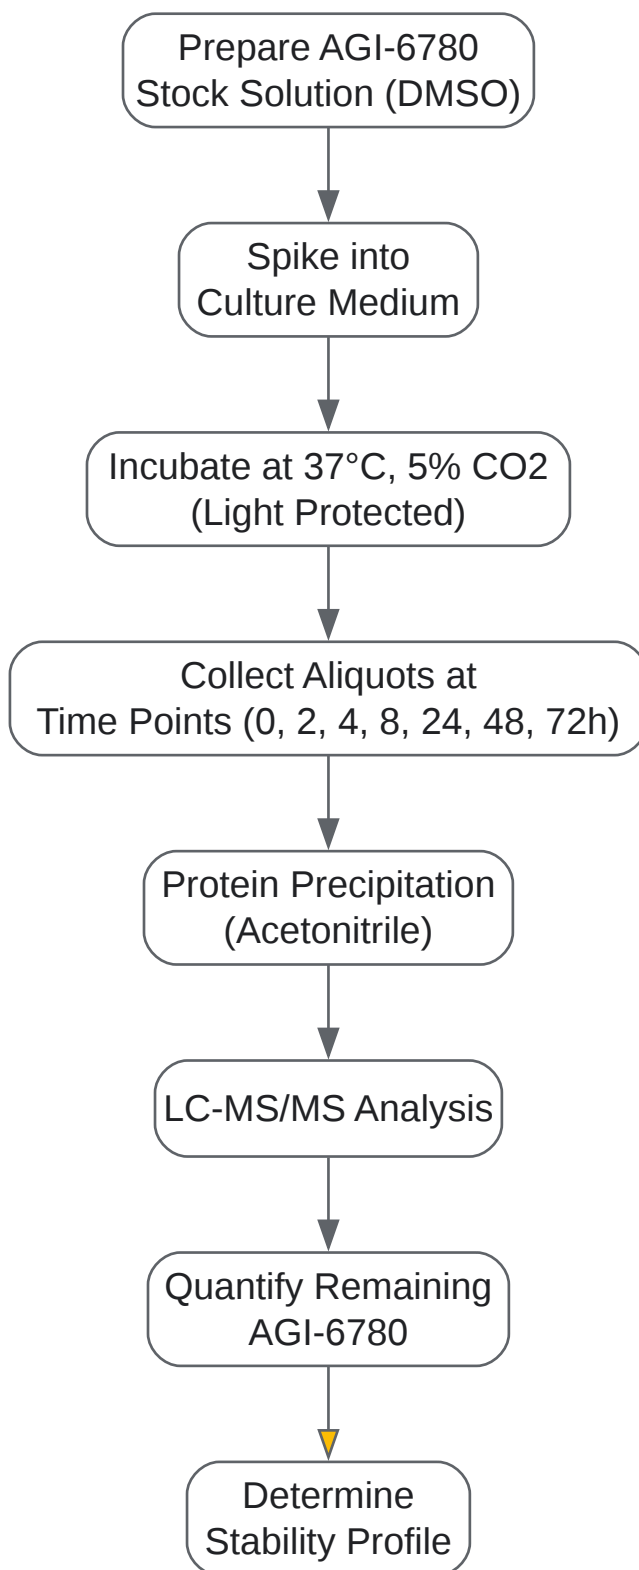 Prepare AGI-6780
Stock Solution (DMSO)
Spike into
Culture Medium
Incubate at 37°C, 5% CO2
(Light Protected)
Collect Aliquots at
Time Points (0, 2, 4, 8, 24, 48, 72h)
Protein Precipitation
(Acetonitrile)
LC-MS/MS Analysis
Quantify Remaining
AGI-6780
Determine
Stability Profile